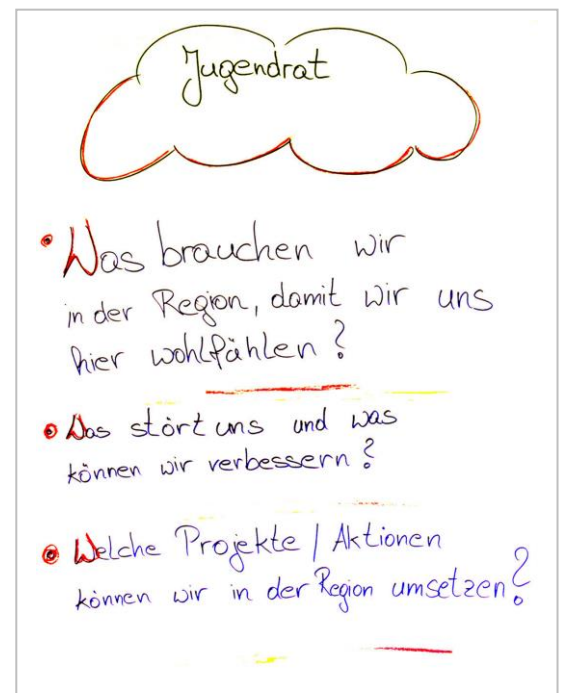 Jugendrat
• Was brauchen wir
in der Region, damit wir uns
hier wohlfühlen?
• Was stört uns und was
können wir verbessern?
• Welche Projekte / Aktionen
können wir in der Region umsetzen?